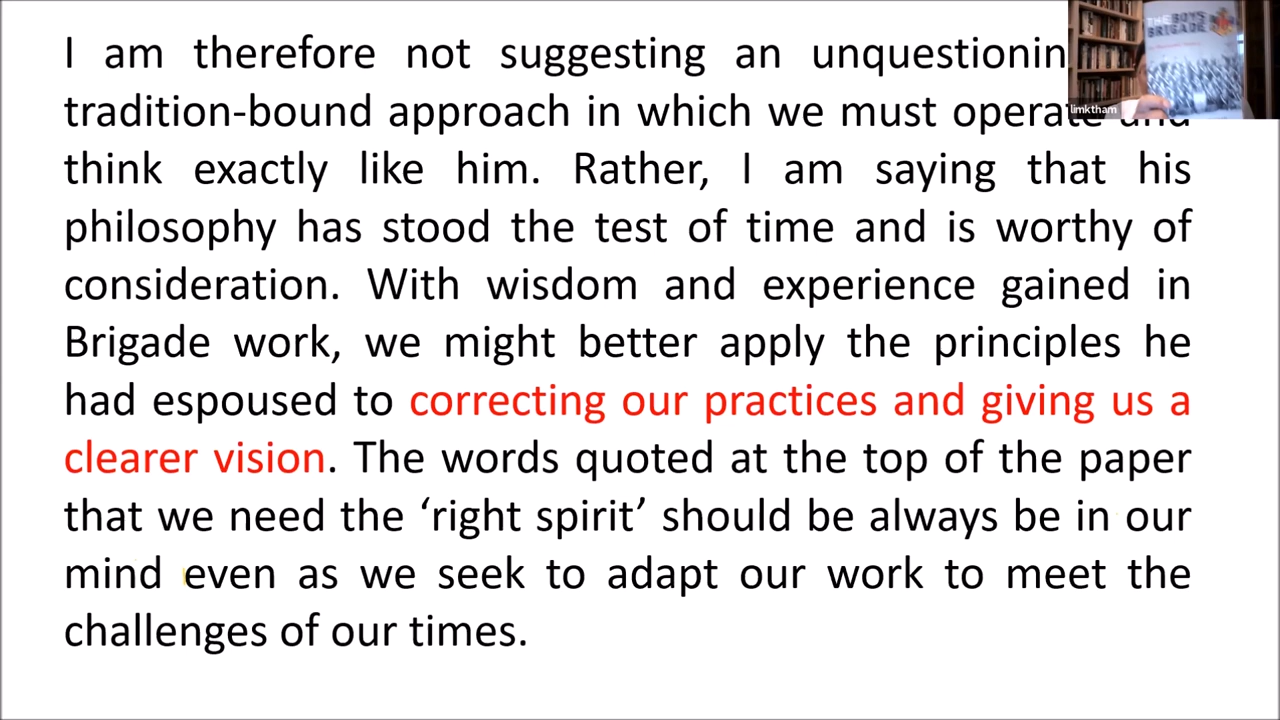 I am therefore not suggesting an unquestionin
tradition-bound approach in which we must operate and
think exactly like him. Rather, I am saying that his
philosophy has stood the test of time and is worthy of
consideration. With wisdom and experience gained in
Brigade work, we might better apply the principles he
had espoused to correcting our practices and giving us a
clearer vision. The words quoted at the top of the paper
that we need the ‘right spirit’ should be always be in our
mind even as we seek to adapt our work to meet the
challenges of our times.
THE BOYS
BRIGADE
limktham